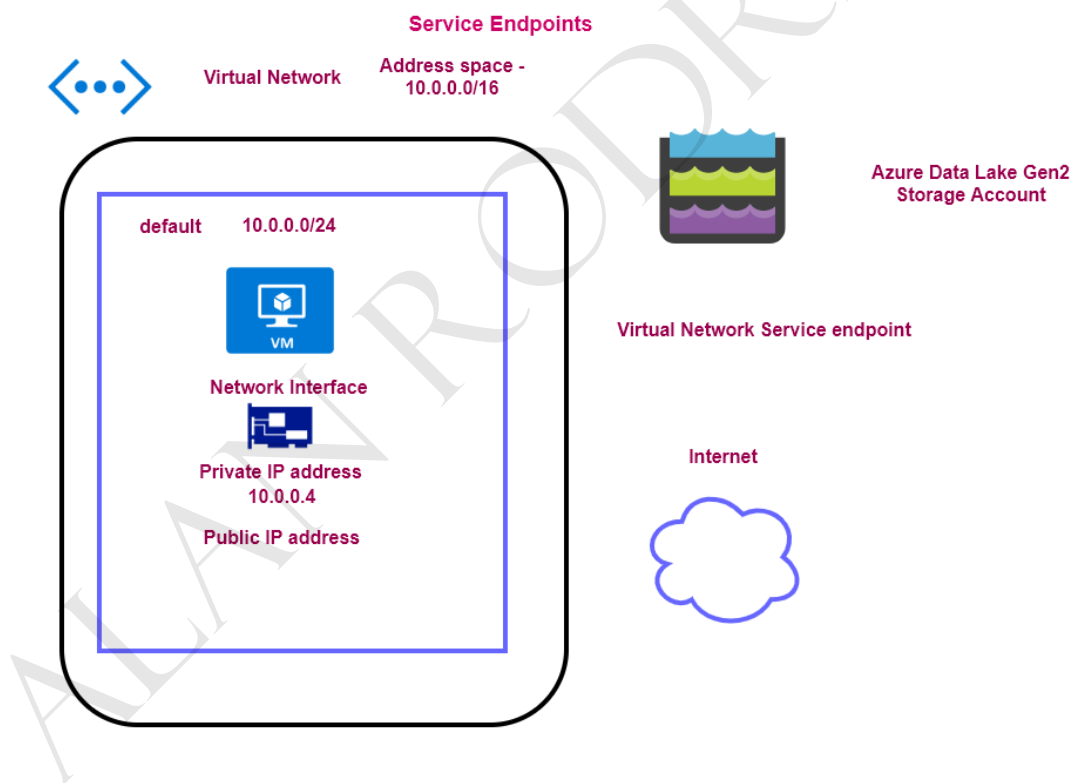 Service Endpoints
Virtual Network
Address space -
10.0.0.0/16
Azure Data Lake Gen2
Storage Account
default 10.0.0.0/24
VM
Virtual Network Service endpoint
Network Interface
Internet
Private IP address
10.0.0.4
Public IP address
ALAN RODR